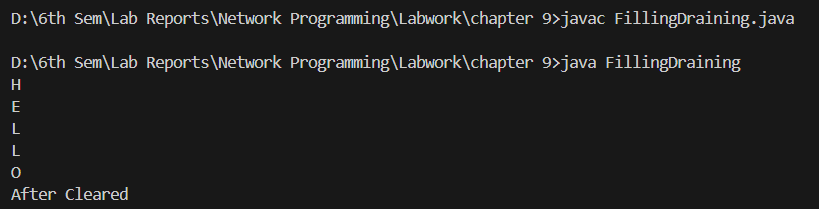 D:\6th Sem\Lab Reports\Network Programming\Labwork\chapter 9>javac FillingDraining.java
D:\6th Sem\Lab Reports\Network Programming\Labwork\chapter 9>java FillingDraining
H
E
L
L
O
After Cleared